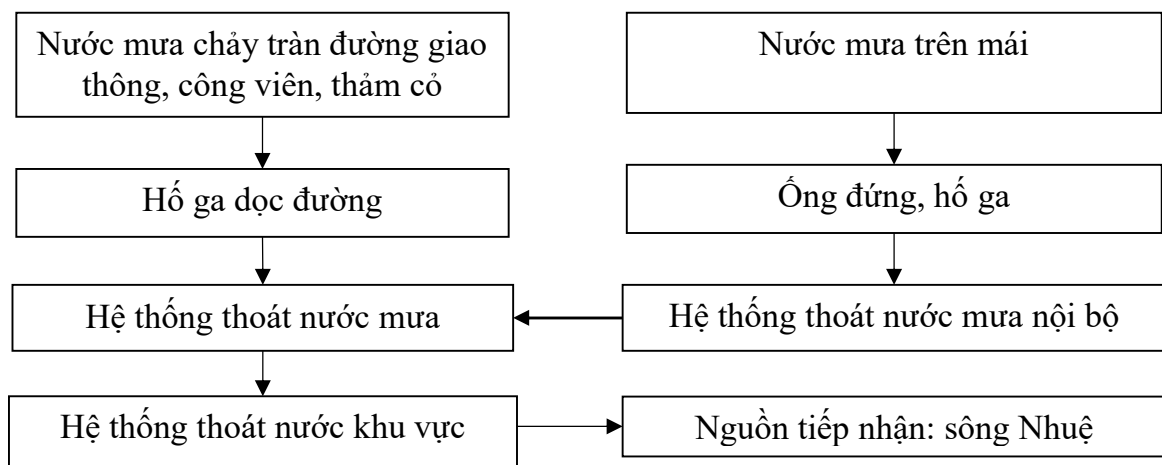 Nước mưa chảy tràn đường giao
thông, công viên, thảm cỏ
Nước mưa trên mái
Hố ga dọc đường
Ống đứng, hố ga
Hệ thống thoát nước mưa
Hệ thống thoát nước mưa nội bộ
Hệ thống thoát nước khu vực
Nguồn tiếp nhận: sông Nhuệ